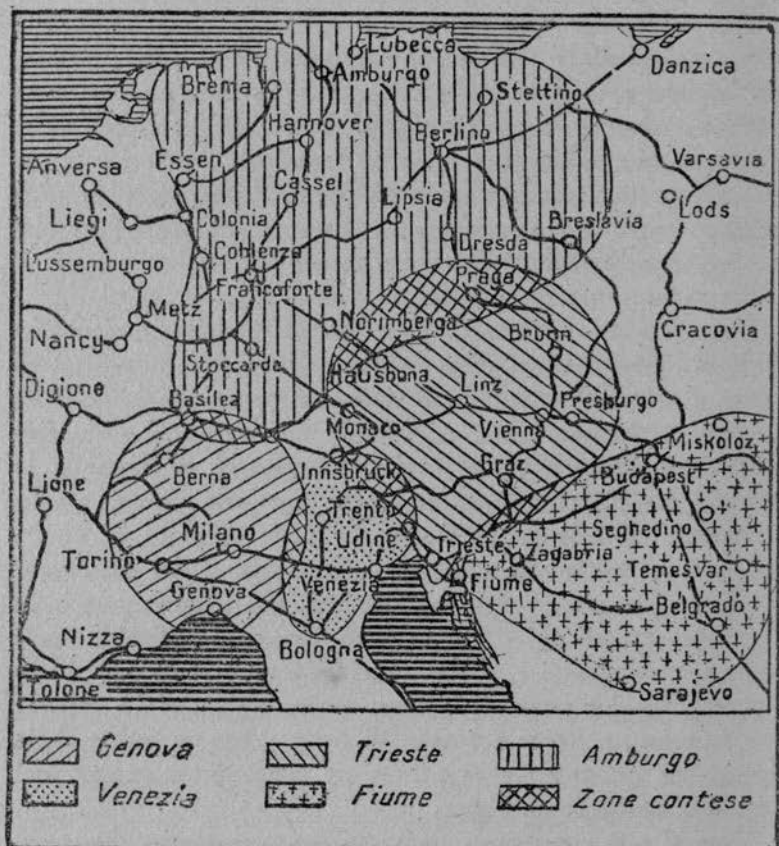 Lubecca
Danzica
Amburgo
Brema
Stettino
Hannover
Berlino
Anversa
Essen
Varsavia
Cassel
Lipsia
Lods
Liegi
Colonia
Breslavia
Dresda
Coblenza
Lussemburgo
Francoforte
Praga
Metz
Norimberga
Brunn
Cracovia
Nancy
Stoccarda
Hausbona
Linz
Digione
Basilea
Monaco
Vienna
Presburgo
Miskoloz
Berna
Innsbruck
Graz
Budapest
Lione
Trento
Seghedino
Milano
Udine
Trieste
Zagabria
Torino
Venezia
Fiume
Temesvar
Genova
Belgrado
Nizza
Bologna
Tolone
Sarajevo
Genova
Trieste
Amburgo
Venezia
Fiume
Zone contese